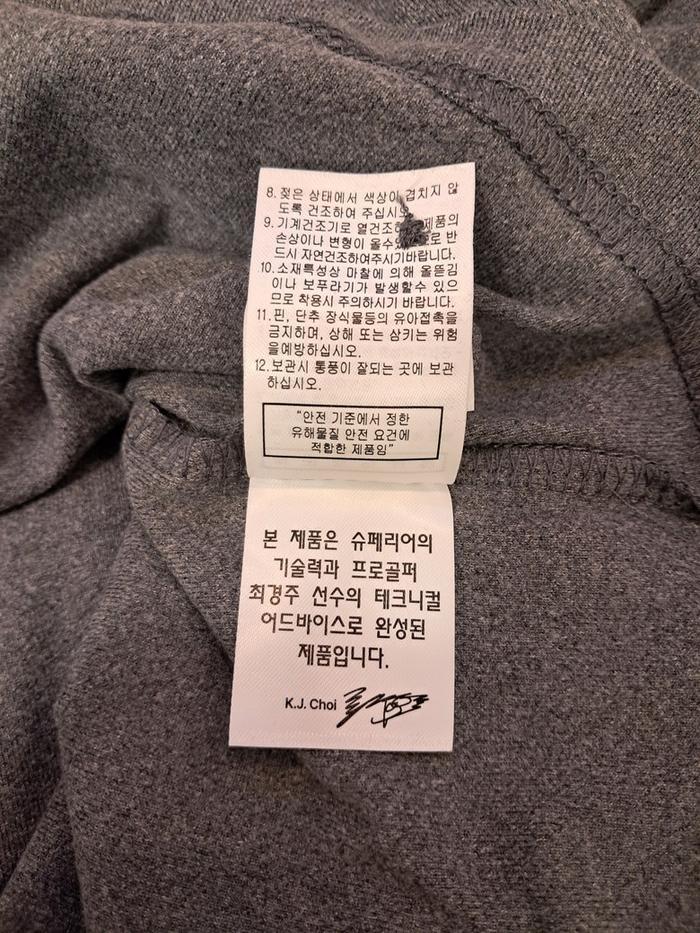 8. 젖은 상태에서 색상이 겹치지 않
도록 건조하여 주십시오.
9. 기계건조기로 열건조 제품의
손상이나 변형이 올수 반
드시 자연건조하여주시기바랍니다.
10. 소재특성상 마찰에 의해 올뜯김
이나 보푸라기가 발생할수 있으
므로 착용시 주의하시기 바랍니다.
11. 핀, 단추 장식물등의 유아접촉을
금지하며, 상해 또는 삼키는 위험
을예방하십시오.
12. 보관시 통풍이 잘되는 곳에 보관
하십시오.
"안전 기준에서 정한
유해물질 안전 요건에
적합한 제품임"
본 제품은 슈페리어의
기술력과 프로골퍼
최경주 선수의 테크니컬
어드바이스로 완성된
제품입니다.
K.J. Choi